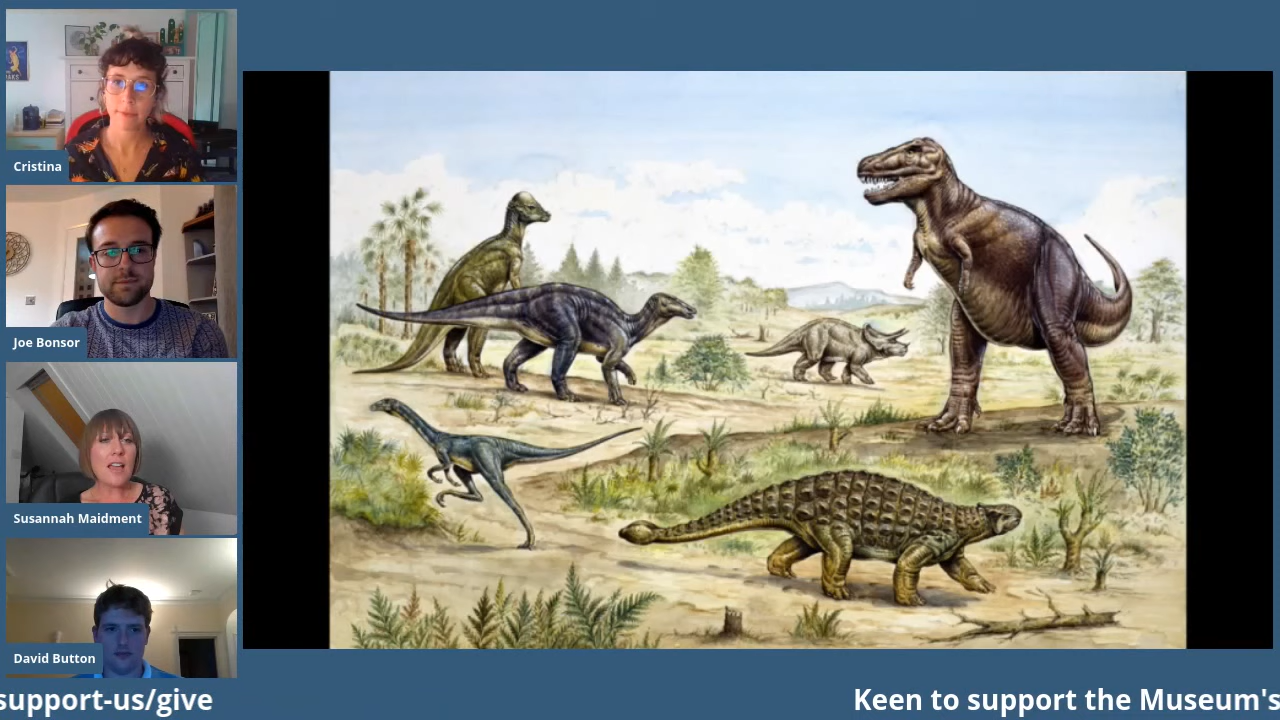 Cristina
Joe Bonsor
Susannah Maidment
David Button
support-us/give
Keen to support the Museum's